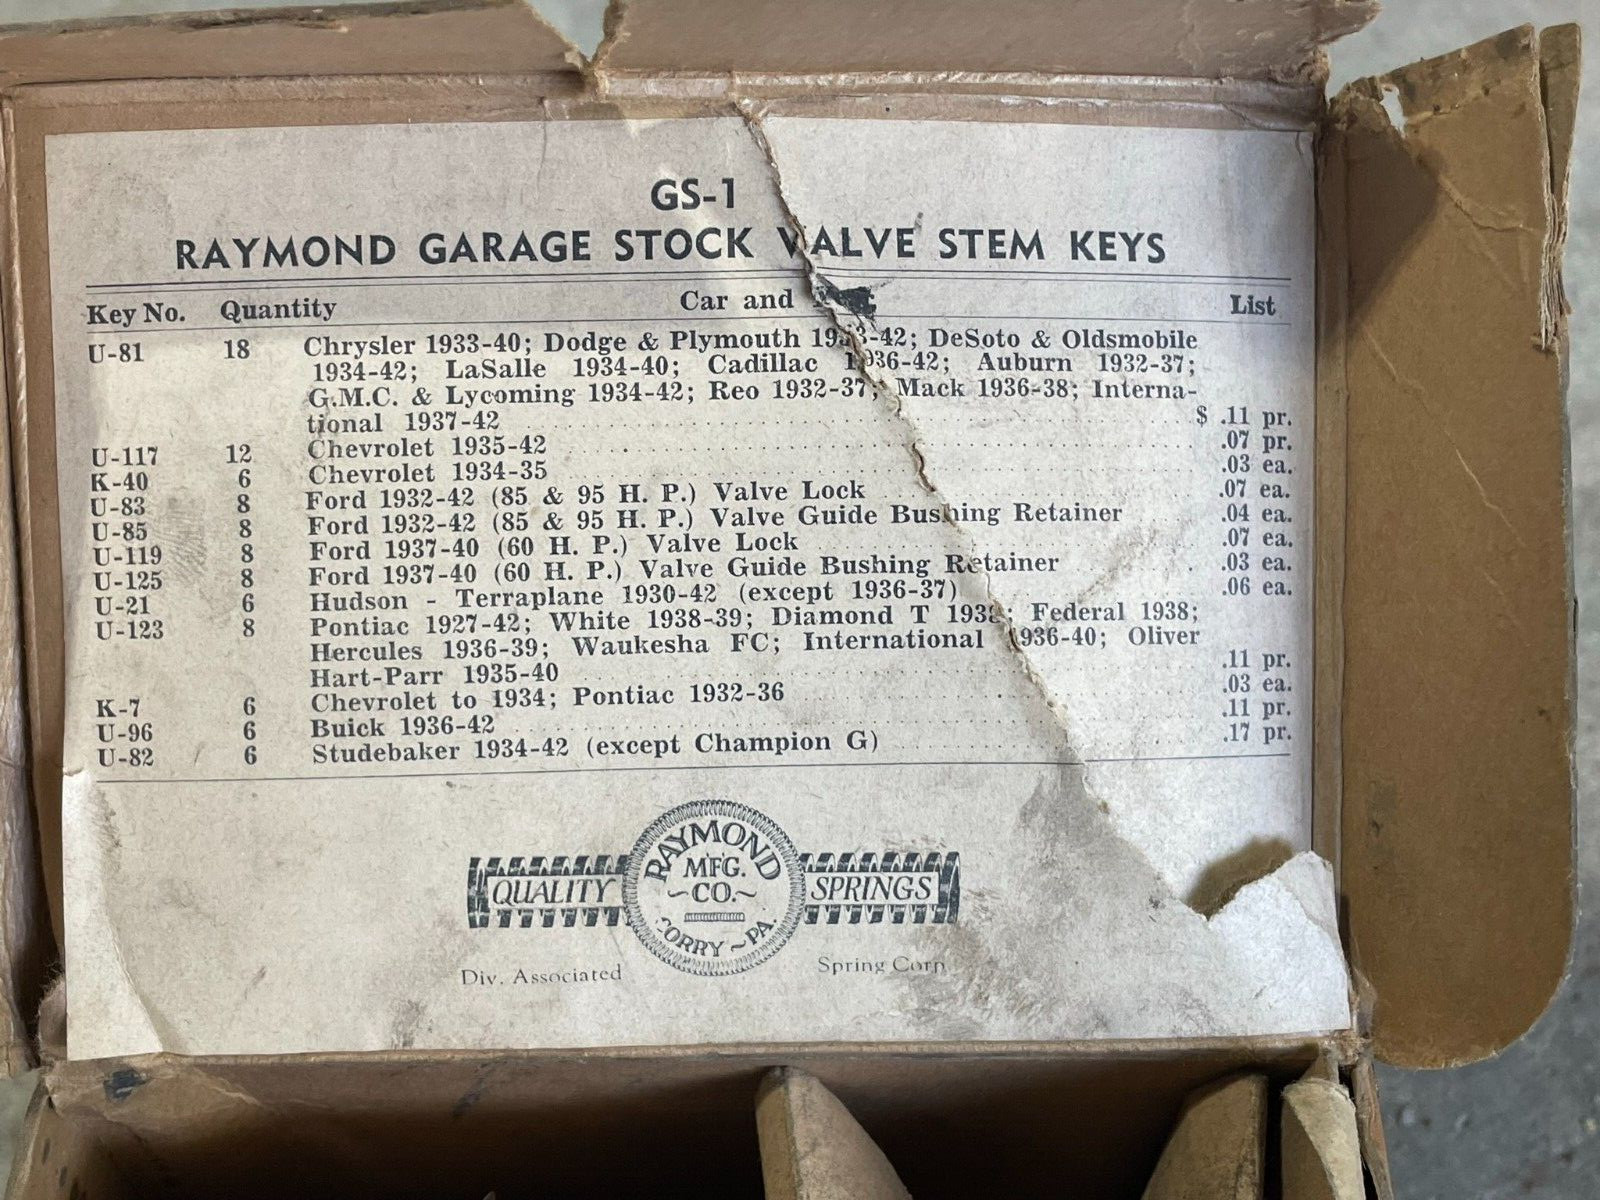 GS-1
RAYMOND GARAGE STOCK VALVE STEM KEYS
Key No. Quantity Car and List
U-81 18 Chrysler 1933-40; Dodge & Plymouth 1933-42; DeSoto & Oldsmobile
1934-42; LaSalle 1934-40; Cadillac 1936-42; Auburn 1932-37;
G.M.C. & Lycoming 1934-42; Reo 1932-37; Mack 1936-38; Interna-
tional 1937-42 $ .11 pr.
U-117 12 Chevrolet 1935-42 .07 pr.
K-40 6 Chevrolet 1934-35 .03 ea.
U-83 8 Ford 1932-42 (85 & 95 H. P.) Valve Lock .07 ea.
U-85 8 Ford 1932-42 (85 & 95 H. P.) Valve Guide Bushing Retainer .04 ea.
U-119 8 Ford 1937-40 (60 H. P.) Valve Lock .07 ea.
U-125 8 Ford 1937-40 (60 H. P.) Valve Guide Bushing Retainer .03 ea.
U-21 6 Hudson - Terraplane 1930-42 (except 1936-37) .06 ea.
U-123 8 Pontiac 1927-42; White 1938-39; Diamond T 1938; Federal 1938;
Hercules 1936-39; Waukesha FC; International 1936-40; Oliver
Hart-Parr 1935-40 .11 pr.
K-7 6 Chevrolet to 1934; Pontiac 1932-36 .03 ea.
U-96 6 Buick 1936-42 .11 pr.
U-82 6 Studebaker 1934-42 (except Champion G) .17 pr.
RAYMOND
MFG.
QUALITY CO. SPRINGS
CORRY ~ PA.
Div. Associated Spring Corp.